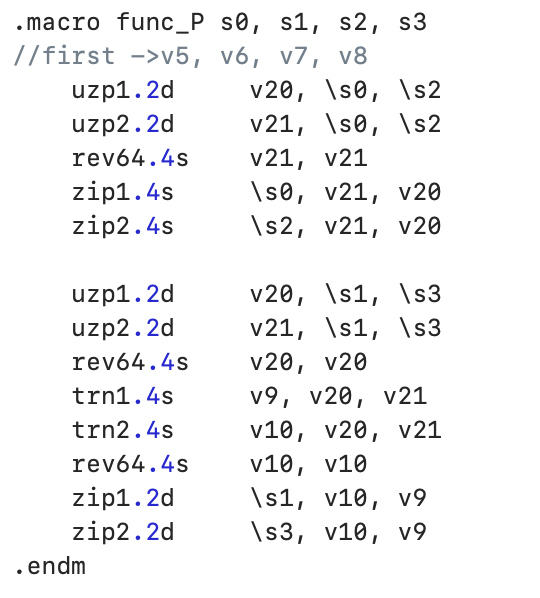 .macro func_P s0, s1, s2, s3
//first ->v5, v6, v7, v8
    uzp1.2d     v20, \s0, \s2
    uzp2.2d     v21, \s0, \s2
    rev64.4s    v21, v21
    zip1.4s     \s0, v21, v20
    zip2.4s     \s2, v21, v20

    uzp1.2d     v20, \s1, \s3
    uzp2.2d     v21, \s1, \s3
    rev64.4s    v20, v20
    trn1.4s     v9, v20, v21
    trn2.4s     v10, v20, v21
    rev64.4s    v10, v10
    zip1.2d     \s1, v10, v9
    zip2.2d     \s3, v10, v9
.endm